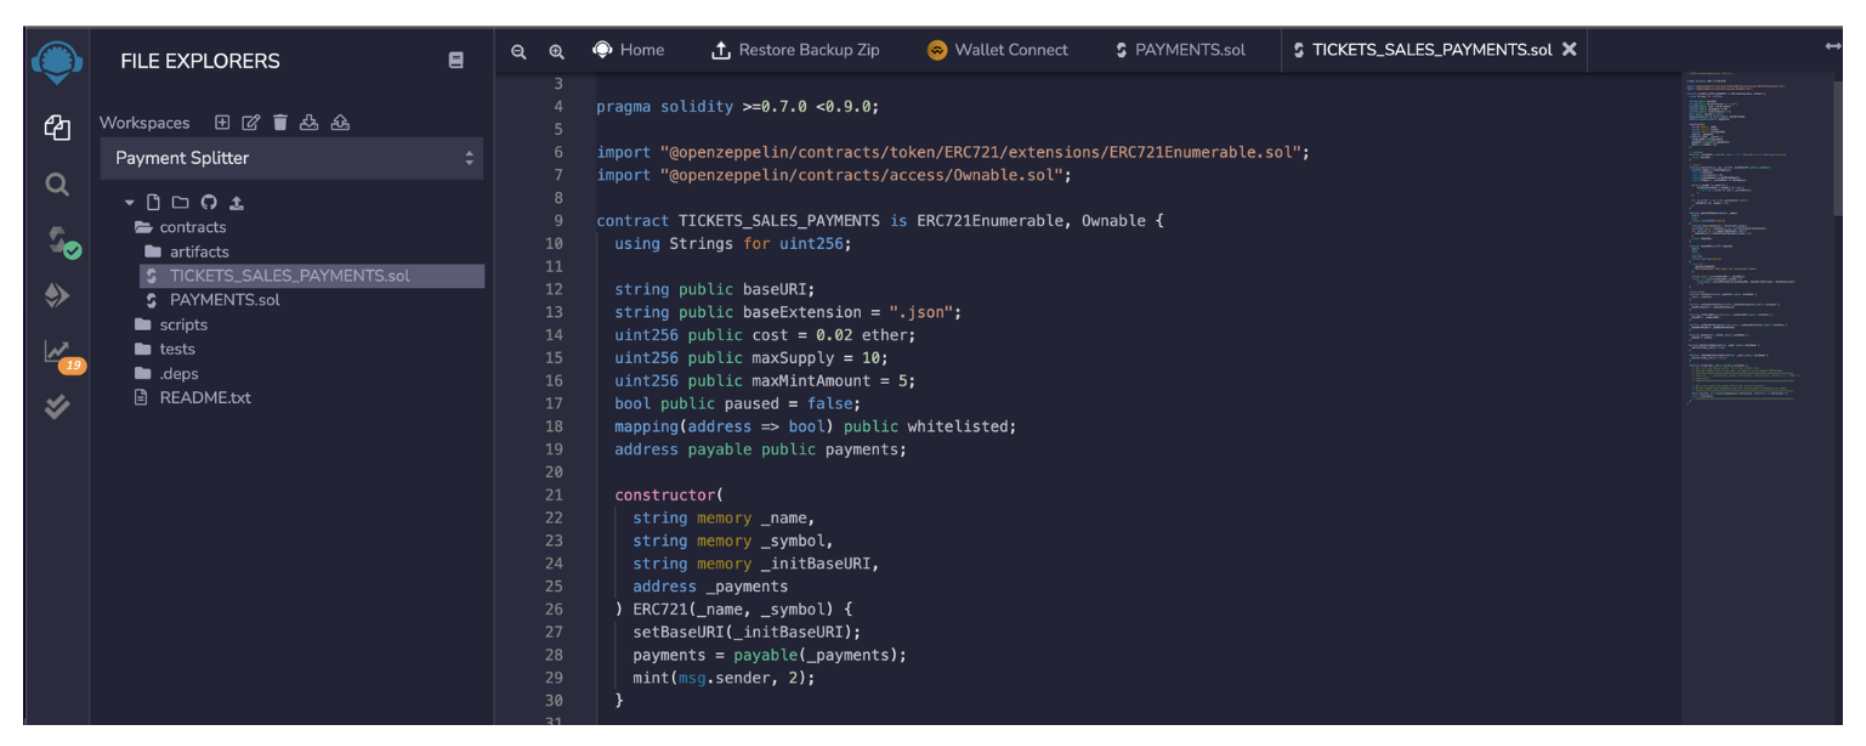 FILE EXPLORERS
Workspaces
Payment Splitter
contracts
artifacts
TICKETS_SALES_PAYMENTS.sol
PAYMENTS.sol
scripts
tests
.deps
README.txt
19
Home
Restore Backup Zip
Wallet Connect
PAYMENTS.sol
TICKETS_SALES_PAYMENTS.sol
3
4 pragma solidity >=0.7.0 <0.9.0;
5
6 import "@openzeppelin/contracts/token/ERC721/extensions/ERC721Enumerable.sol";
7 import "@openzeppelin/contracts/access/Ownable.sol";
8
9 contract TICKETS_SALES_PAYMENTS is ERC721Enumerable, Ownable {
10 using Strings for uint256;
11
12 string public baseURI;
13 string public baseExtension = ".json";
14 uint256 public cost = 0.02 ether;
15 uint256 public maxSupply = 10;
16 uint256 public maxMintAmount = 5;
17 bool public paused = false;
18 mapping(address => bool) public whitelisted;
19 address payable public payments;
20
21 constructor(
22 string memory _name,
23 string memory _symbol,
24 string memory _initBaseURI,
25 address _payments
26 ) ERC721(_name, _symbol) {
27 setBaseURI(_initBaseURI);
28 payments = payable(_payments);
29 mint(msg.sender, 2);
30 }
31